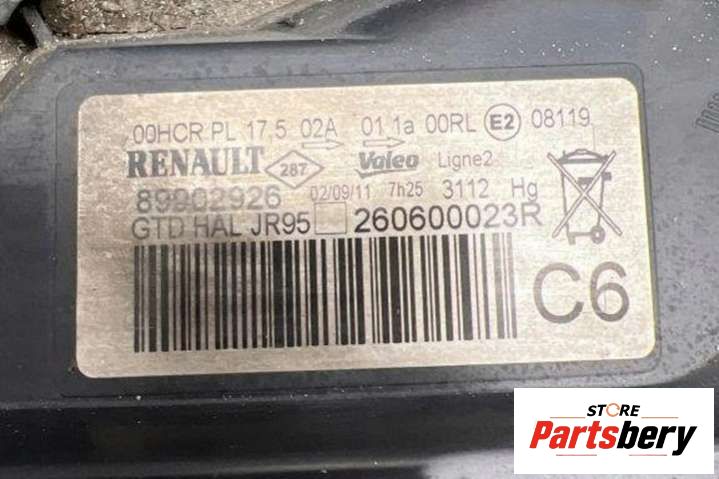 00HCR PL 17,5 02A 01,1a 00RL E2 08119
RENAULT 287 Valeo Ligne2
89902926 02/09/11 7h25 3112 Hg
GTD HAL JR95 260600023R
C6
STORE
Partsbery